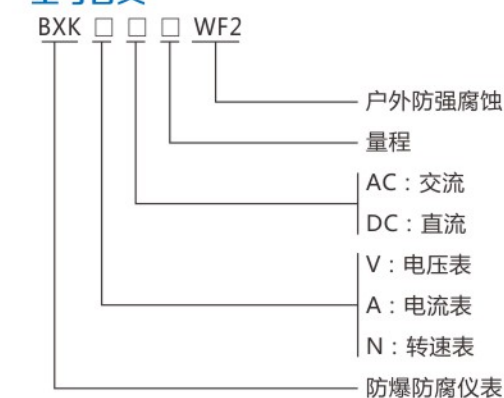 BXK □ □ □ WF2
户外防强腐蚀
量程
AC：交流
DC：直流
V：电压表
A：电流表
N：转速表
防爆防腐仪表